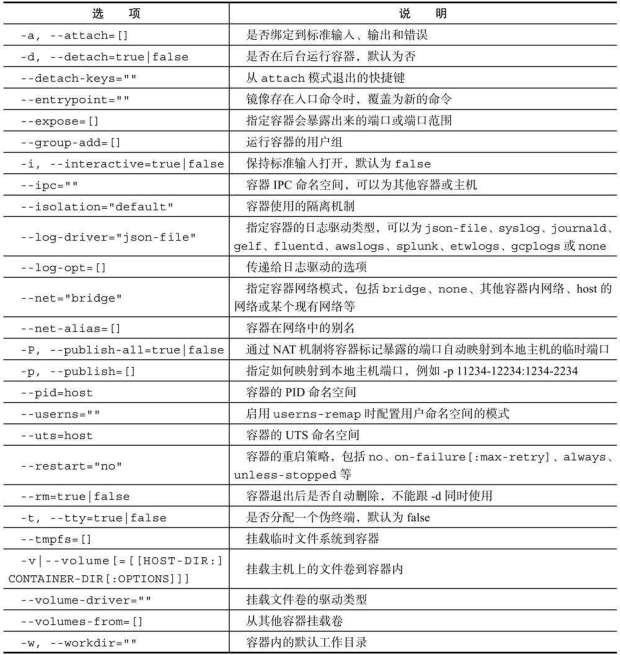 选 项 说 明
-a, --attach=[] 是否绑定到标准输入、输出和错误
-d, --detach=true|false 是否在后台运行容器，默认为否
--detach-keys="" 从 attach 模式退出的快捷键
--entrypoint="" 镜像存在入口命令时，覆盖为新的命令
--expose=[] 指定容器会暴露出来的端口或端口范围
--group-add=[] 运行容器的用户组
-i, --interactive=true|false 保持标准输入打开，默认为 false
--ipc="" 容器 IPC 命名空间，可以为其他容器或主机
--isolation="default" 容器使用的隔离机制
--log-driver="json-file" 指定容器的日志驱动类型，可以为 json-file、syslog、journald、
gelf、fluentd、awslogs、splunk、etwlogs、gcplogs 或 none
--log-opt=[] 传递给日志驱动的选项
--net="bridge" 指定容器网络模式，包括 bridge、none、其他容器内网络、host 的
网络或某个现有网络等
--net-alias=[] 容器在网络中的别名
-P, --publish-all=true|false 通过 NAT 机制将容器标记暴露的端口自动映射到本地主机的临时端口
-p, --publish=[] 指定如何映射到本地主机端口，例如 -p 11234-12234:1234-2234
--pid=host 容器的 PID 命名空间
--userns="" 启用 userns-remap 时配置用户命名空间的模式
--uts=host 容器的 UTS 命名空间
--restart="no" 容器的重启策略，包括 no、on-failure[:max-retry]、always、
unless-stopped 等
--rm=true|false 容器退出后是否自动删除，不能跟 -d 同时使用
-t, --tty=true|false 是否分配一个伪终端，默认为 false
--tmpfs=[] 挂载临时文件系统到容器
-v|--volume[=[[HOST-DIR:]
CONTAINER-DIR[:OPTIONS]]] 挂载主机上的文件卷到容器内
--volume-driver="" 挂载文件卷的驱动类型
--volumes-from=[] 从其他容器挂载卷
-w, --workdir="" 容器内的默认工作目录